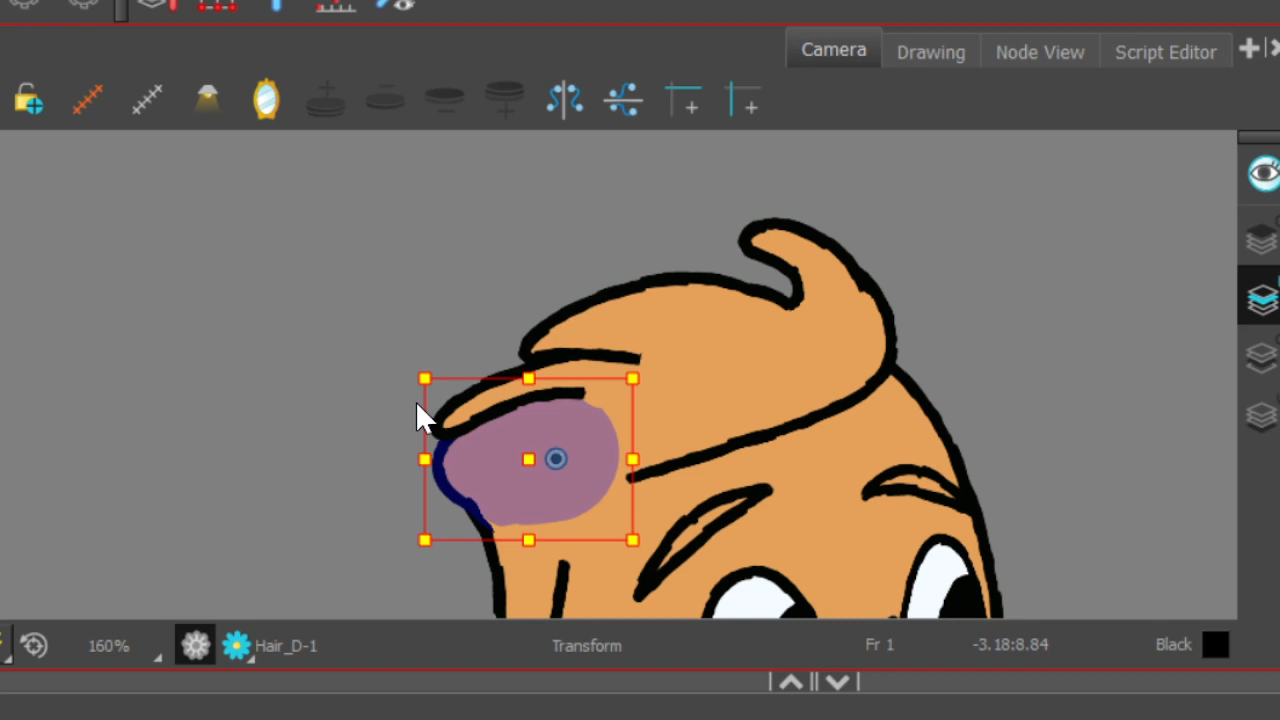 Camera Drawing Node View Script Editor
160% Hair_D-1 Transform Fr 1 -3.18:8.84 Black